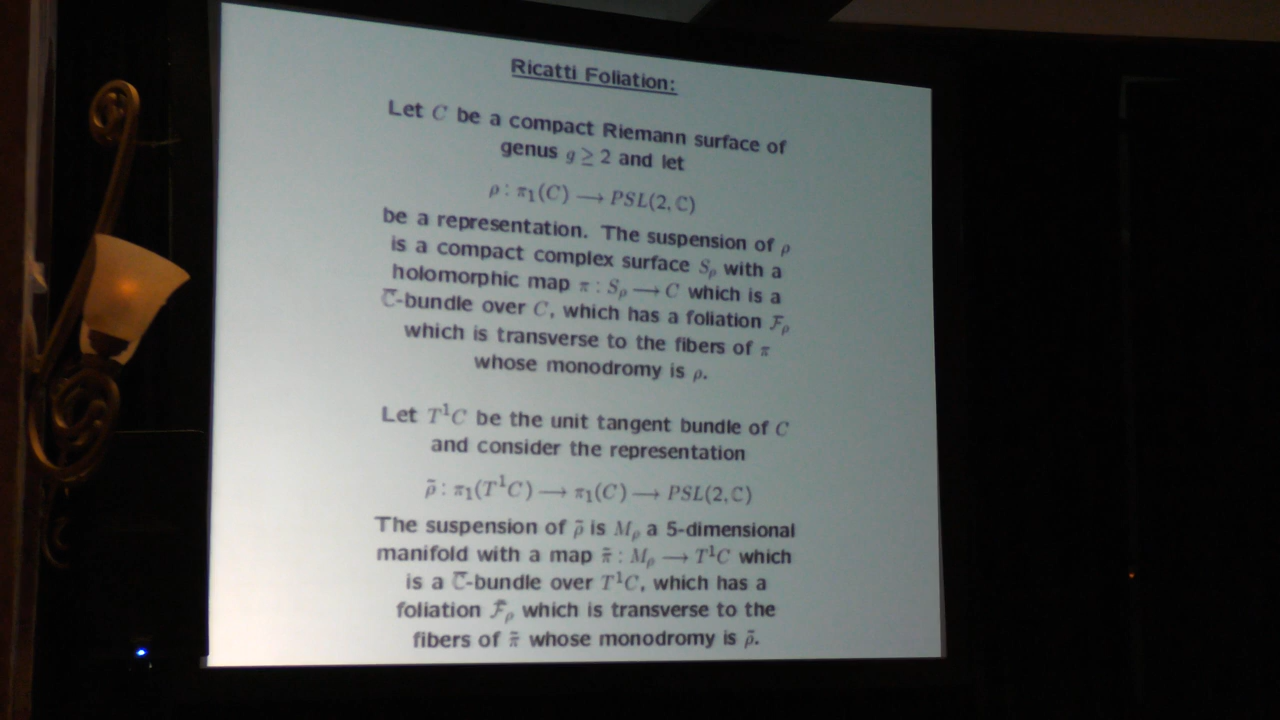 Ricatti Foliation:
Let C be a compact Riemann surface of
genus g ≥ 2 and let
ρ : π₁(C) ⟶ PSL(2, ℂ)
be a representation. The suspension of ρ
is a compact complex surface Sᵨ with a
holomorphic map π : Sᵨ ⟶ C which is a
ℂ̅-bundle over C, which has a foliation ℱᵨ
which is transverse to the fibers of π
whose monodromy is ρ.
Let T¹C be the unit tangent bundle of C
and consider the representation
ρ̃ : π₁(T¹C) ⟶ π₁(C) ⟶ PSL(2, ℂ)
The suspension of ρ̃ is Mᵨ a 5-dimensional
manifold with a map π̃ : Mᵨ ⟶ T¹C which
is a ℂ̅-bundle over T¹C, which has a
foliation ℱ̃ᵨ which is transverse to the
fibers of π̃ whose monodromy is ρ̃.